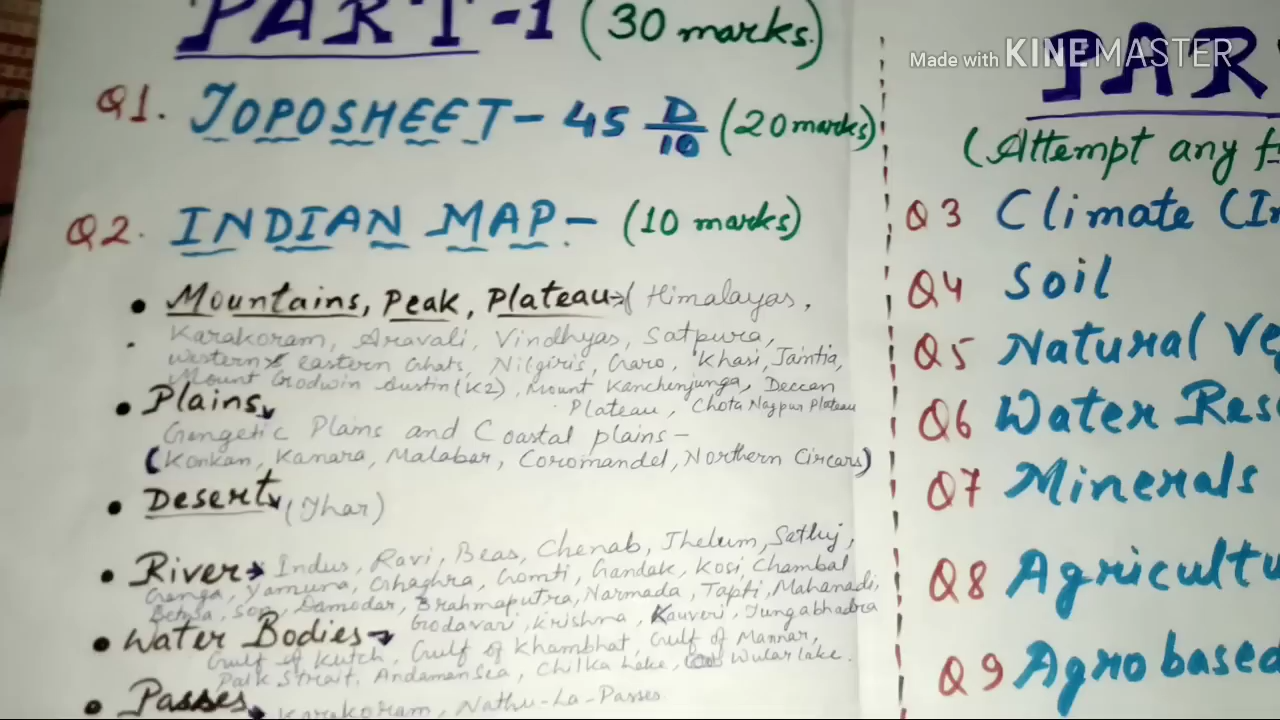 PART-1 (30 marks.)
Q1. TOPOSHEET - 45 D/10 (20 marks)
Q2. INDIAN MAP - (10 marks)
• Mountains, Peak, Plateau → ( Himalayas,
Karakoram, Aravali, Vindhyas, Satpura,
Western & eastern Ghats, Nilgiris, Garo, Khasi, Jaintia,
Mount Godwin Austin (K2), Mount Kanchenjunga, Deccan
Plateau, Chota Nagpur Plateau
• Plains
Gangetic Plains and Coastal plains -
(Konkan, Kanara, Malabar, Coromandel, Northern Circars)
• Desert (Thar)
• River → Indus, Ravi, Beas, Chenab, Jhelum, Satluj,
Ganga, Yamuna, Ghaghra, Gomti, Gandak, Kosi, Chambal
Betwa, Son, Damodar, Brahmaputra, Narmada, Tapti, Mahanadi,
Godavari, Krishna, Kauveri, Tungabhadra
• Water Bodies →
Gulf of Kutch, Gulf of Khambhat, Gulf of Mannar,
Palk Strait, Andaman Sea, Chilka Lake, Wular lake.
• Passes → Karakoram, Nathu-La-Passes
Made with KINEMASTER
PAR
(Attempt any f
Q3 Climate (In
Q4 Soil
Q5 Natural Ve
Q6 Water Res
Q7 Minerals
Q8 Agricultu
Q9 Agro based